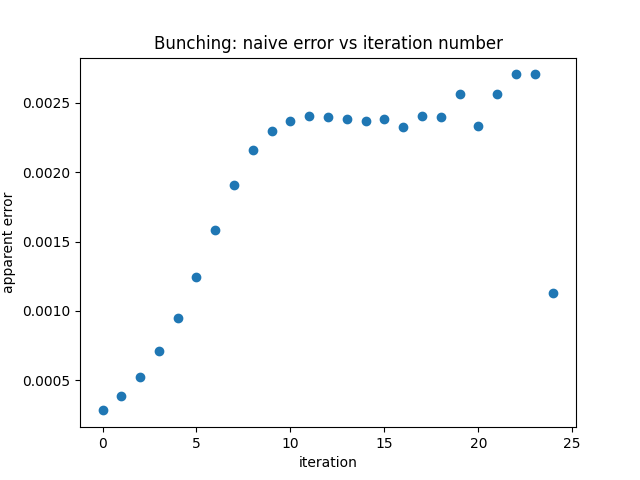 Bunching: naive error vs iteration number
apparent error
0.0025
0.0020
0.0015
0.0010
0.0005
0 5 10 15 20 25
iteration